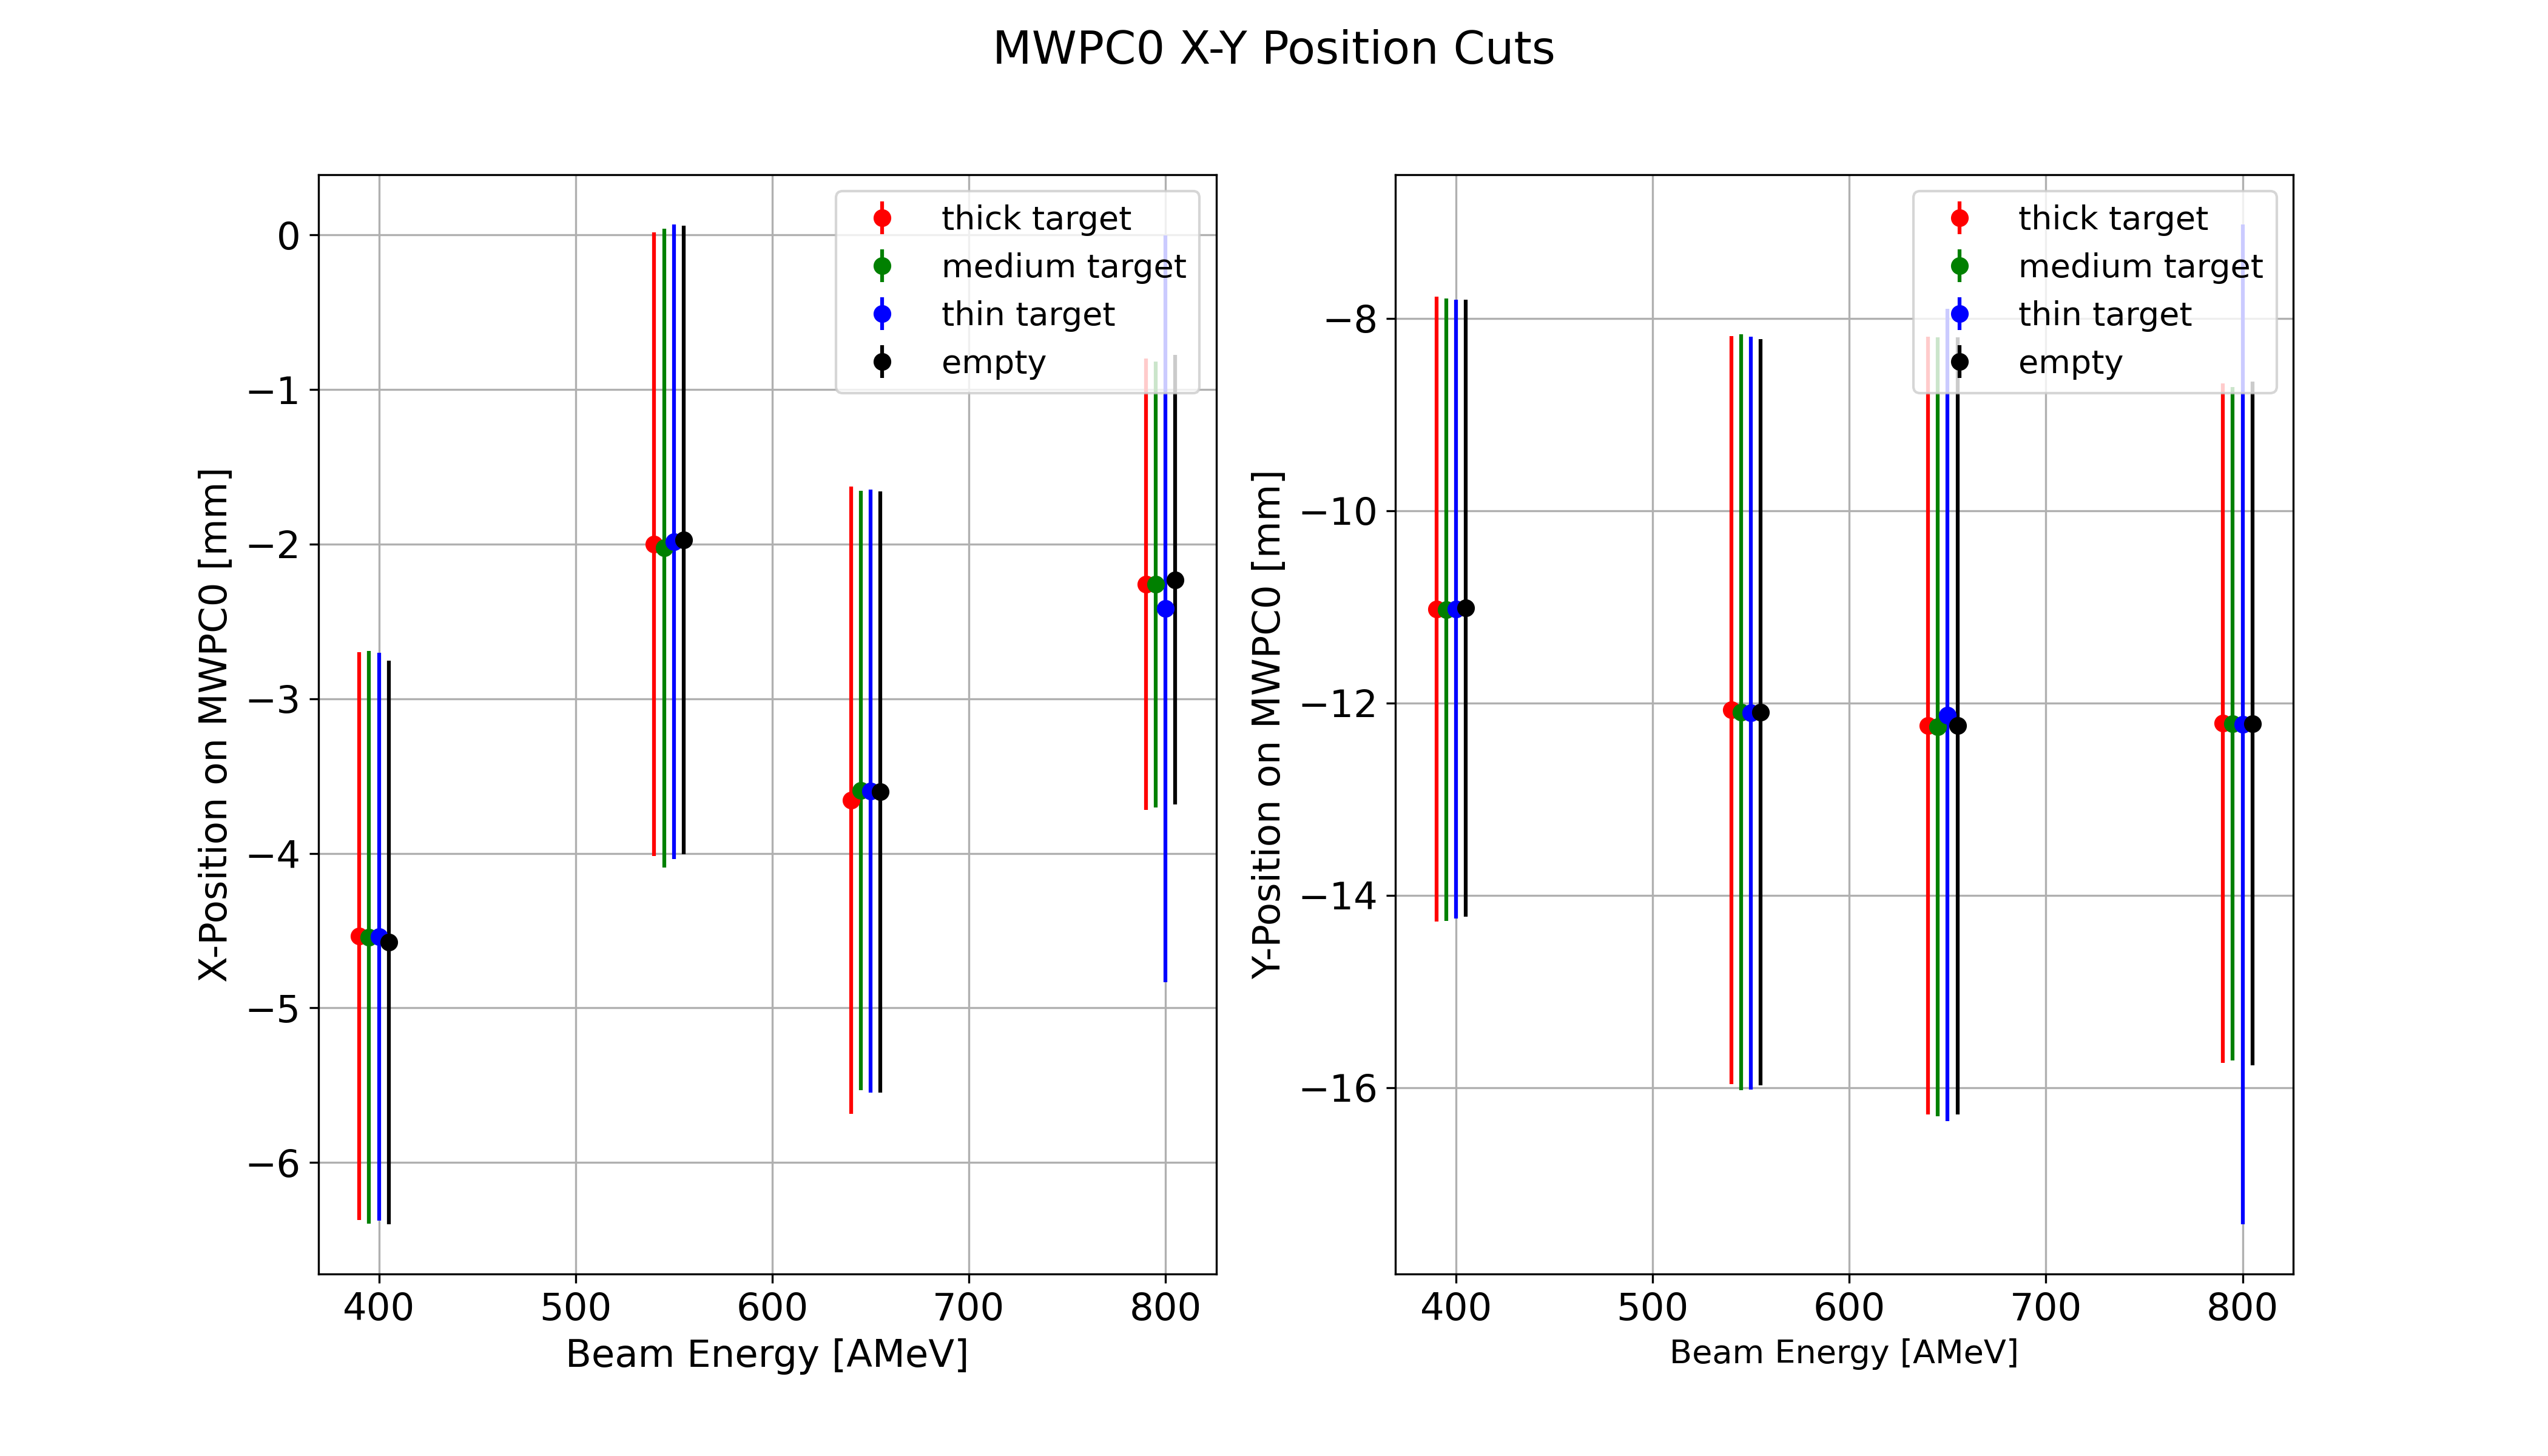 MWPC0 X-Y Position Cuts
X-Position on MWPC0 [mm]
0
−1
−2
−3
−4
−5
−6
thick target
medium target
thin target
empty
400 500 600 700 800
Beam Energy [AMeV]
Y-Position on MWPC0 [mm]
−8
−10
−12
−14
−16
thick target
medium target
thin target
empty
400 500 600 700 800
Beam Energy [AMeV]